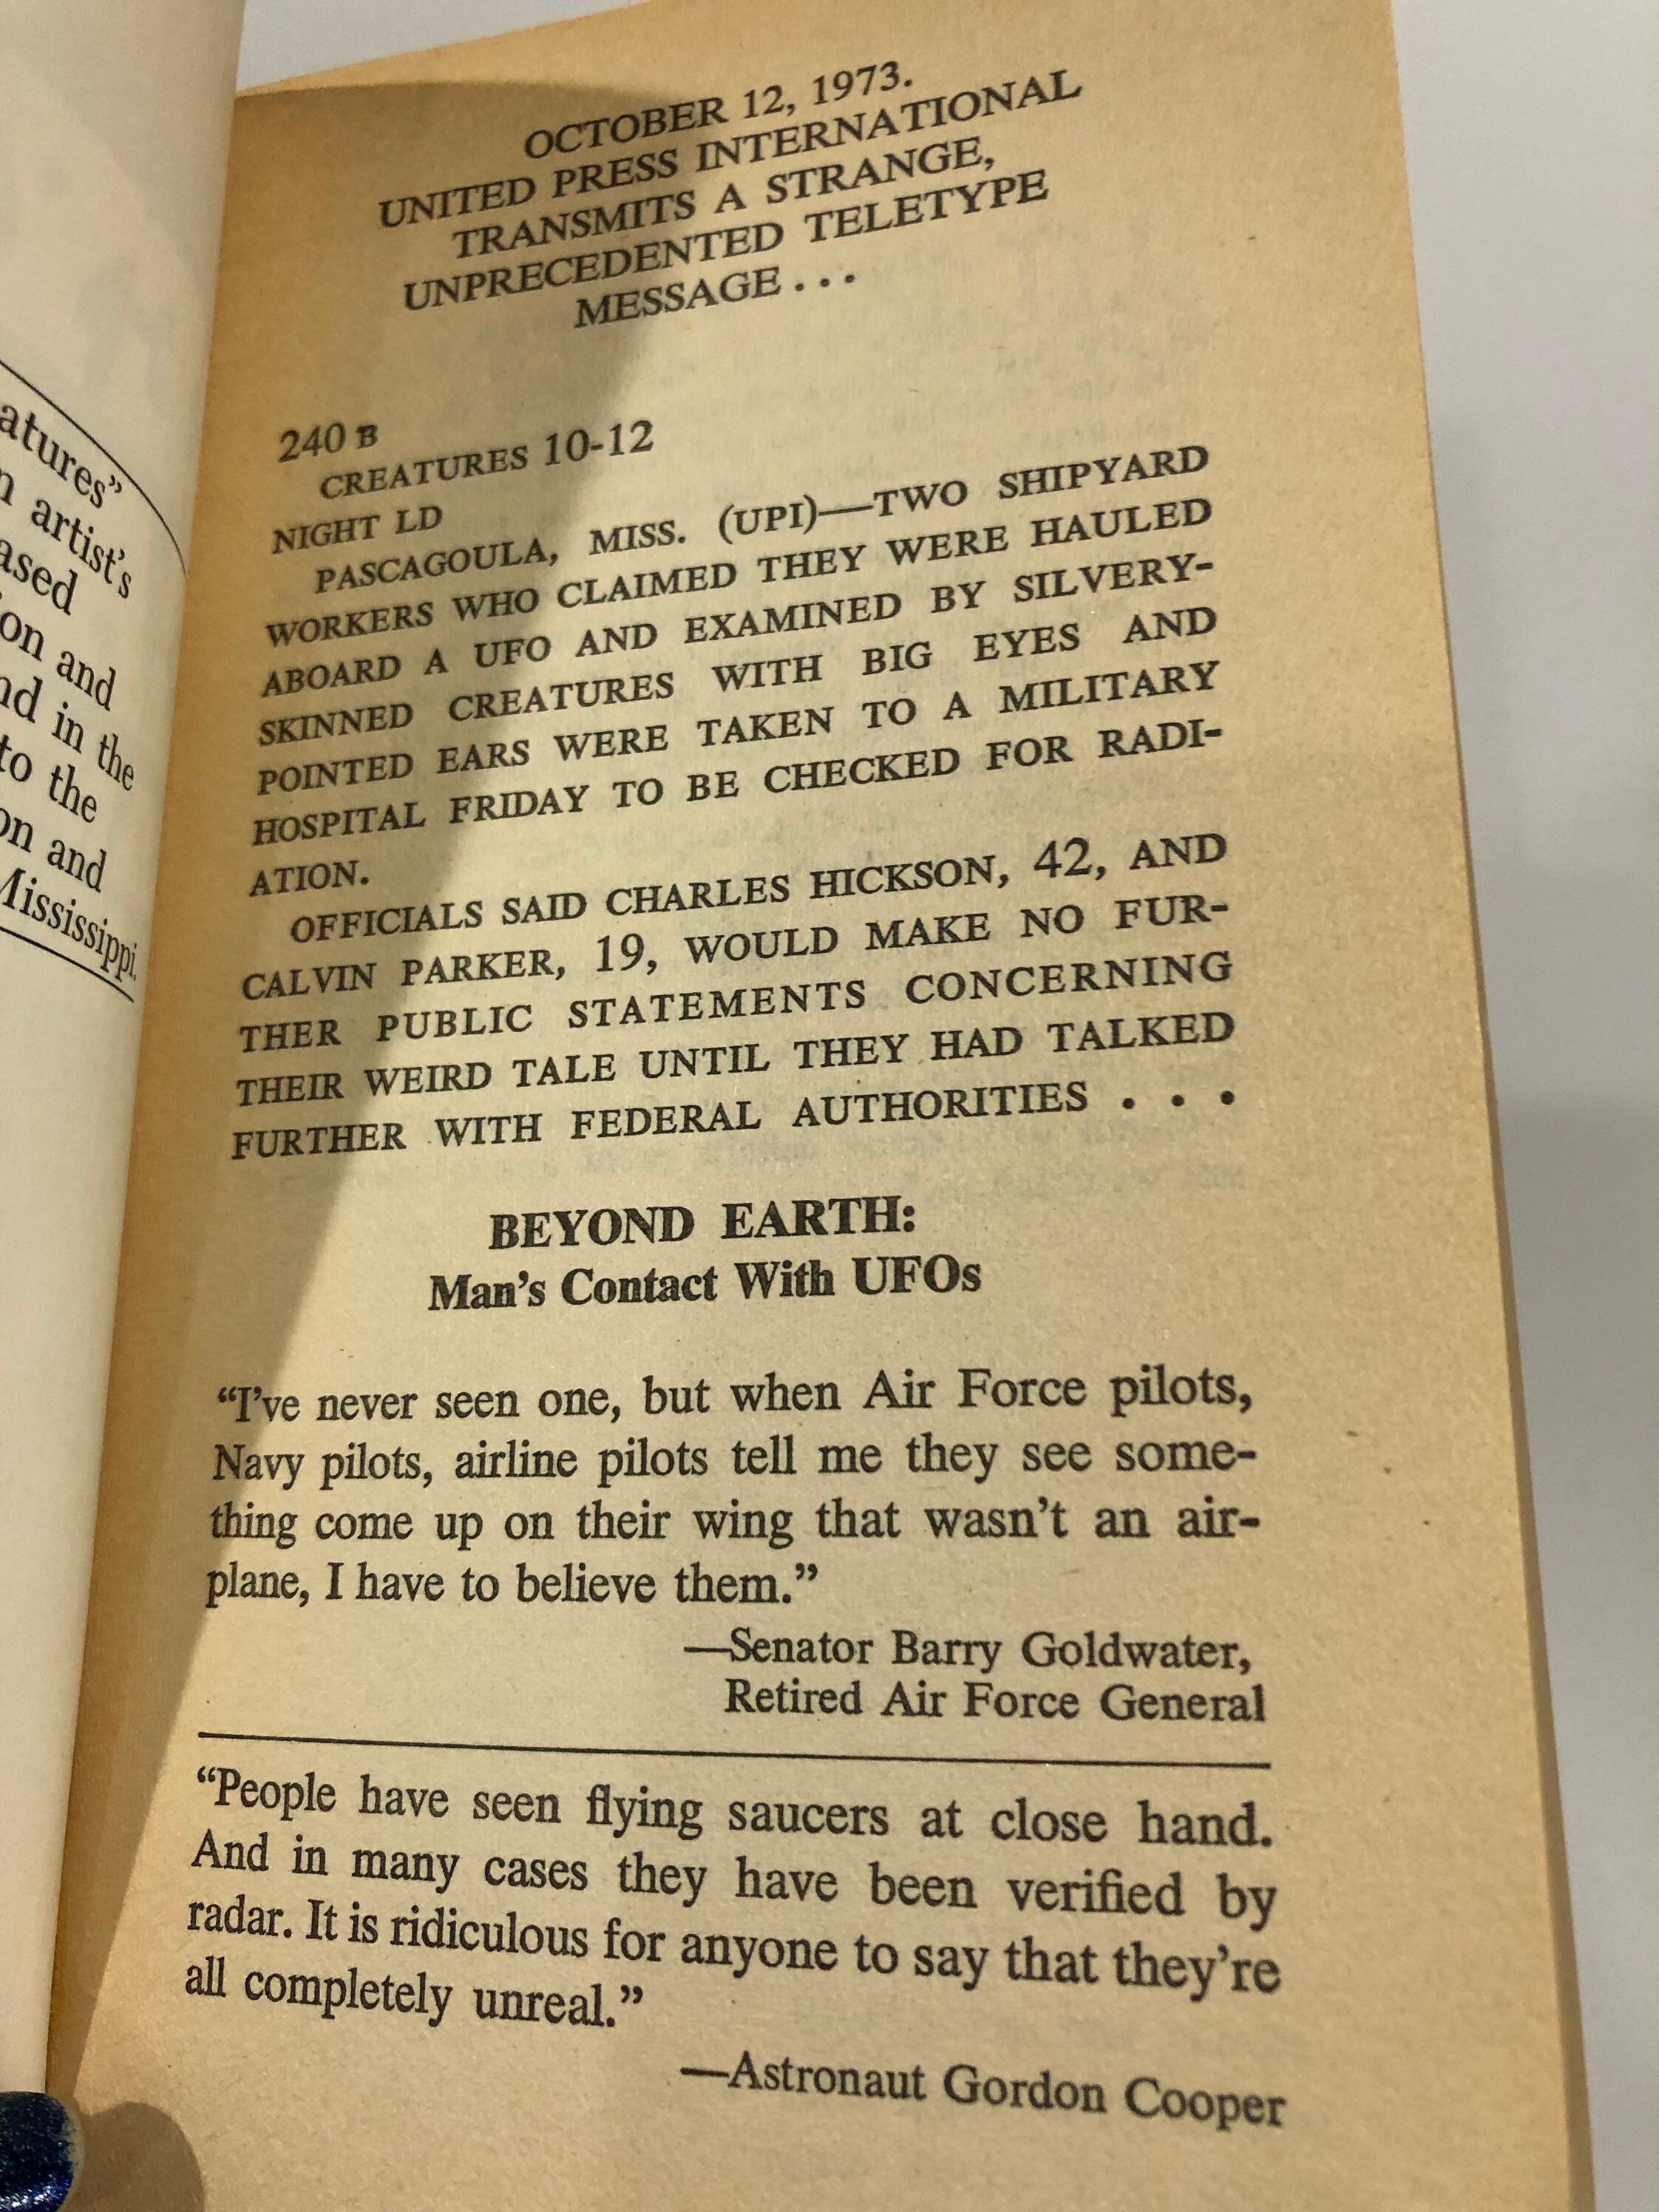 atures"
artist's
ased
on and
nd in the
to the
on and
Mississippi.
OCTOBER 12, 1973.
UNITED PRESS INTERNATIONAL
TRANSMITS A STRANGE,
UNPRECEDENTED TELETYPE
MESSAGE...
240 B
CREATURES 10-12
NIGHT LD
PASCAGOULA, MISS. (UPI)—TWO SHIPYARD
WORKERS WHO CLAIMED THEY WERE HAULED
ABOARD A UFO AND EXAMINED BY SILVERY-
SKINNED CREATURES WITH BIG EYES AND
POINTED EARS WERE TAKEN TO A MILITARY
HOSPITAL FRIDAY TO BE CHECKED FOR RADI-
ATION.
OFFICIALS SAID CHARLES HICKSON, 42, AND
CALVIN PARKER, 19, WOULD MAKE NO FUR-
THER PUBLIC STATEMENTS CONCERNING
THEIR WEIRD TALE UNTIL THEY HAD TALKED
FURTHER WITH FEDERAL AUTHORITIES . . .
BEYOND EARTH:
Man's Contact With UFOs
"I've never seen one, but when Air Force pilots,
Navy pilots, airline pilots tell me they see some-
thing come up on their wing that wasn't an air-
plane, I have to believe them."
—Senator Barry Goldwater,
Retired Air Force General
"People have seen flying saucers at close hand.
And in many cases they have been verified by
radar. It is ridiculous for anyone to say that they're
all completely unreal."
—Astronaut Gordon Cooper